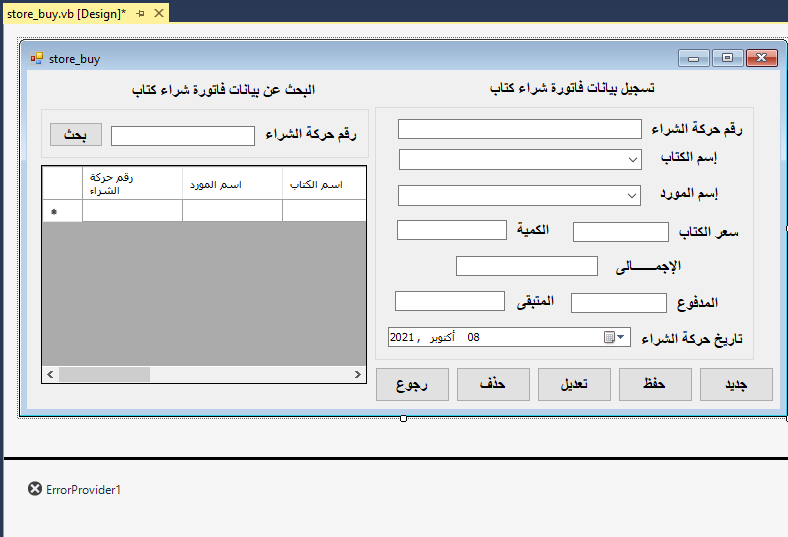 store_buy.vb [Design]*
store_buy
تسجيل بيانات فاتورة شراء كتاب
رقم حركة الشراء
إسم الكتاب
إسم المورد
سعر الكتاب
الكمية
الإجمـــــالى
المدفوع
المتبقى
تاريخ حركة الشراء
08 أكتوبر , 2021
جديد
حفظ
تعديل
حذف
رجوع
البحث عن بيانات فاتورة شراء كتاب
رقم حركة الشراء
بحث
رقم حركة
الشراء
اسم المورد
اسم الكتاب
ErrorProvider1